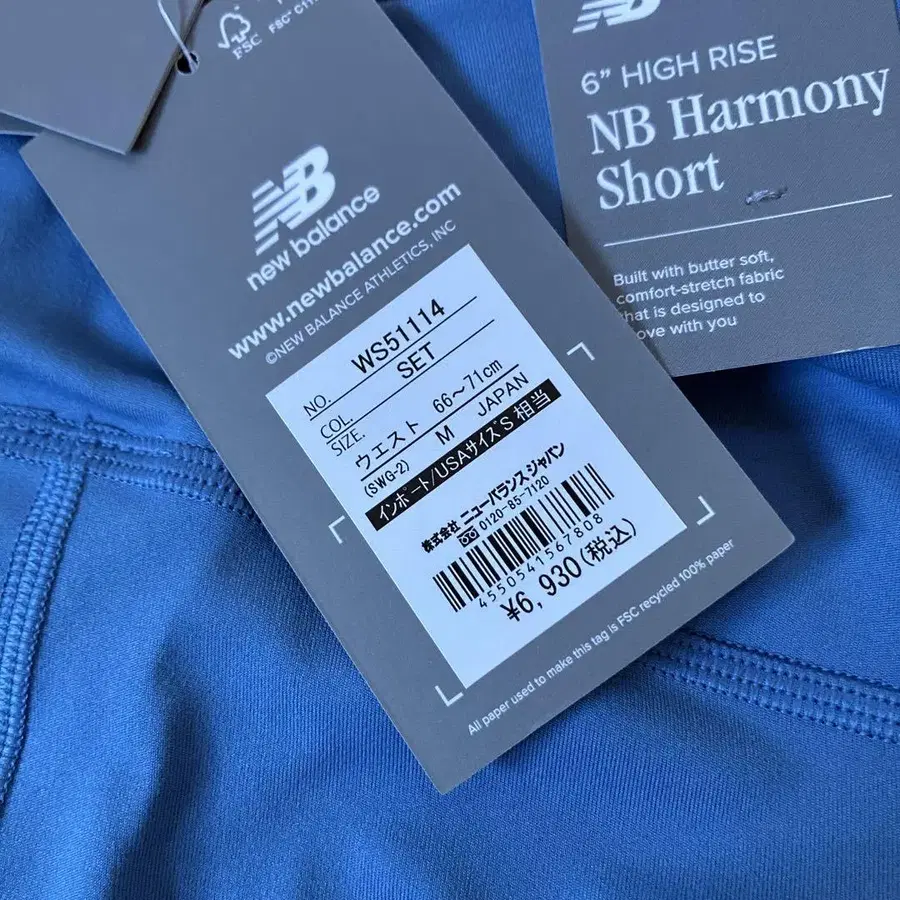 FSC
FSC® C11
NB
new balance
www.newbalance.com
©NEW BALANCE ATHLETICS, INC
NO. WS51114
COL. SET
SIZE.
ウエスト 66～71cm
(SWG-2) M JAPAN
インポート/USAサイズS 相当
株式会社 ニューバランスジャパン
0120-85-7120
4550541567808
¥6,930(税込)
All paper used to make this tag is FSC recycled 100% paper
6” HIGH RISE
NB Harmony
Short
Built with butter soft,
comfort-stretch fabric
that is designed to
ove with you